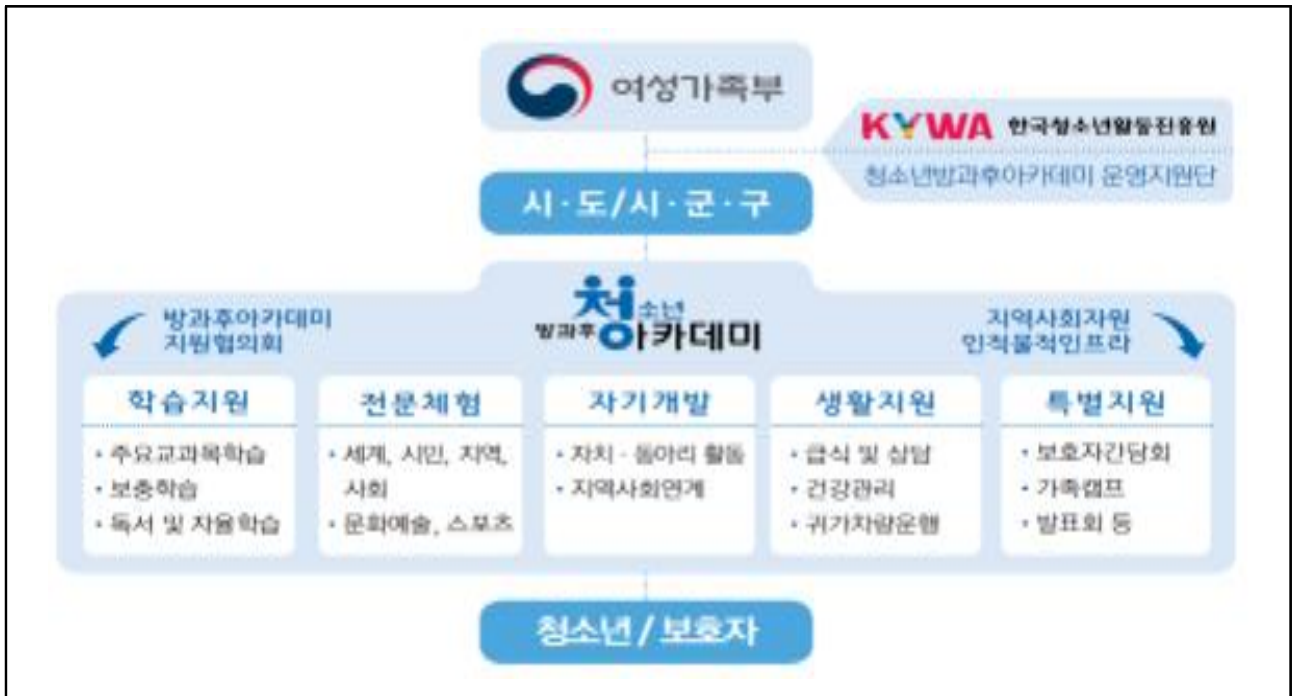 여성가족부
KYWA 한국청소년활동진흥원
청소년방과후아카데미 운영지원단
시·도/시·군·구
청소년
방과후아카데미
방과후아카데미
지원협의회
지역사회자원
인적물적인프라
학습지원
• 주요교과목학습
• 보충학습
• 독서 및 자율학습
전문체험
• 세계, 시민, 지역,
사회
• 문화예술, 스포츠
자기개발
• 자치·동아리 활동
• 지역사회연계
생활지원
• 급식 및 상담
• 건강관리
• 귀가차량운행
특별지원
• 보호자간담회
• 가족캠프
• 발표회 등
청소년/보호자